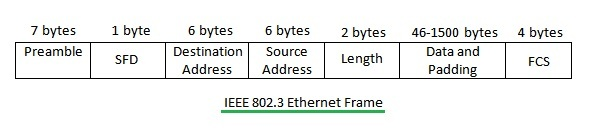 7 bytes 1 byte 6 bytes 6 bytes 2 bytes 46-1500 bytes 4 bytes
Preamble SFD Destination Address Source Address Length Data and Padding FCS
IEEE 802.3 Ethernet Frame